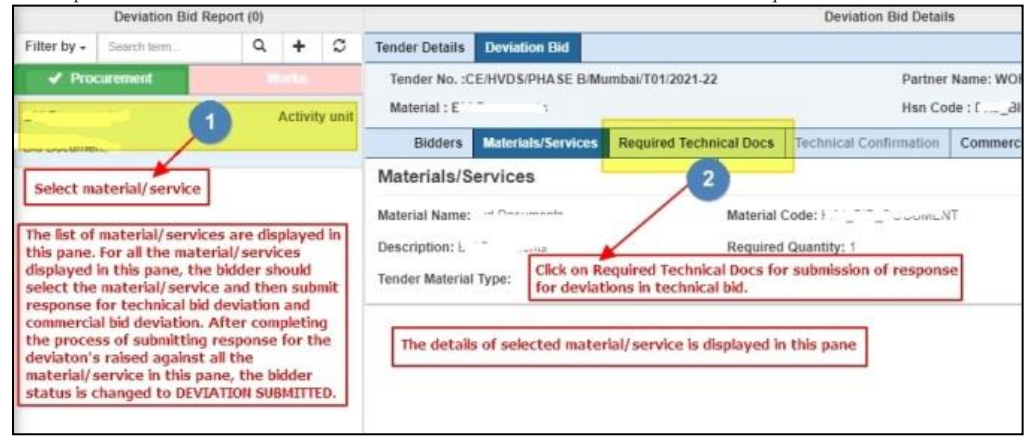 Deviation Bid Report (0)
Deviation Bid Details
Filter by
Search term...
Tender Details
Deviation Bid
✔ Procurement
Works
Tender No. :CE/HVDS/PHASE B/Mumbai/T01/2021-22
Partner Name: WO
Material :
Hsn Code :
1
Activity unit
Bidders
Materials/Services
Required Technical Docs
Technical Confirmation
Commerc
Select material/service
Materials/Services
2
Material Name:
Material Code:
Description:
Required Quantity: 1
Tender Material Type:
Click on Required Technical Docs for submission of response
for deviations in technical bid.
The list of material/services are displayed in
this pane. For all the material/services
displayed in this pane, the bidder should
select the material/service and then submit
response for technical bid deviation and
commercial bid deviation. After completing
the process of submitting response for the
deviaton's raised against all the
material/service in this pane, the bidder
status is changed to DEVIATION SUBMITTED.
The details of selected material/service is displayed in this pane